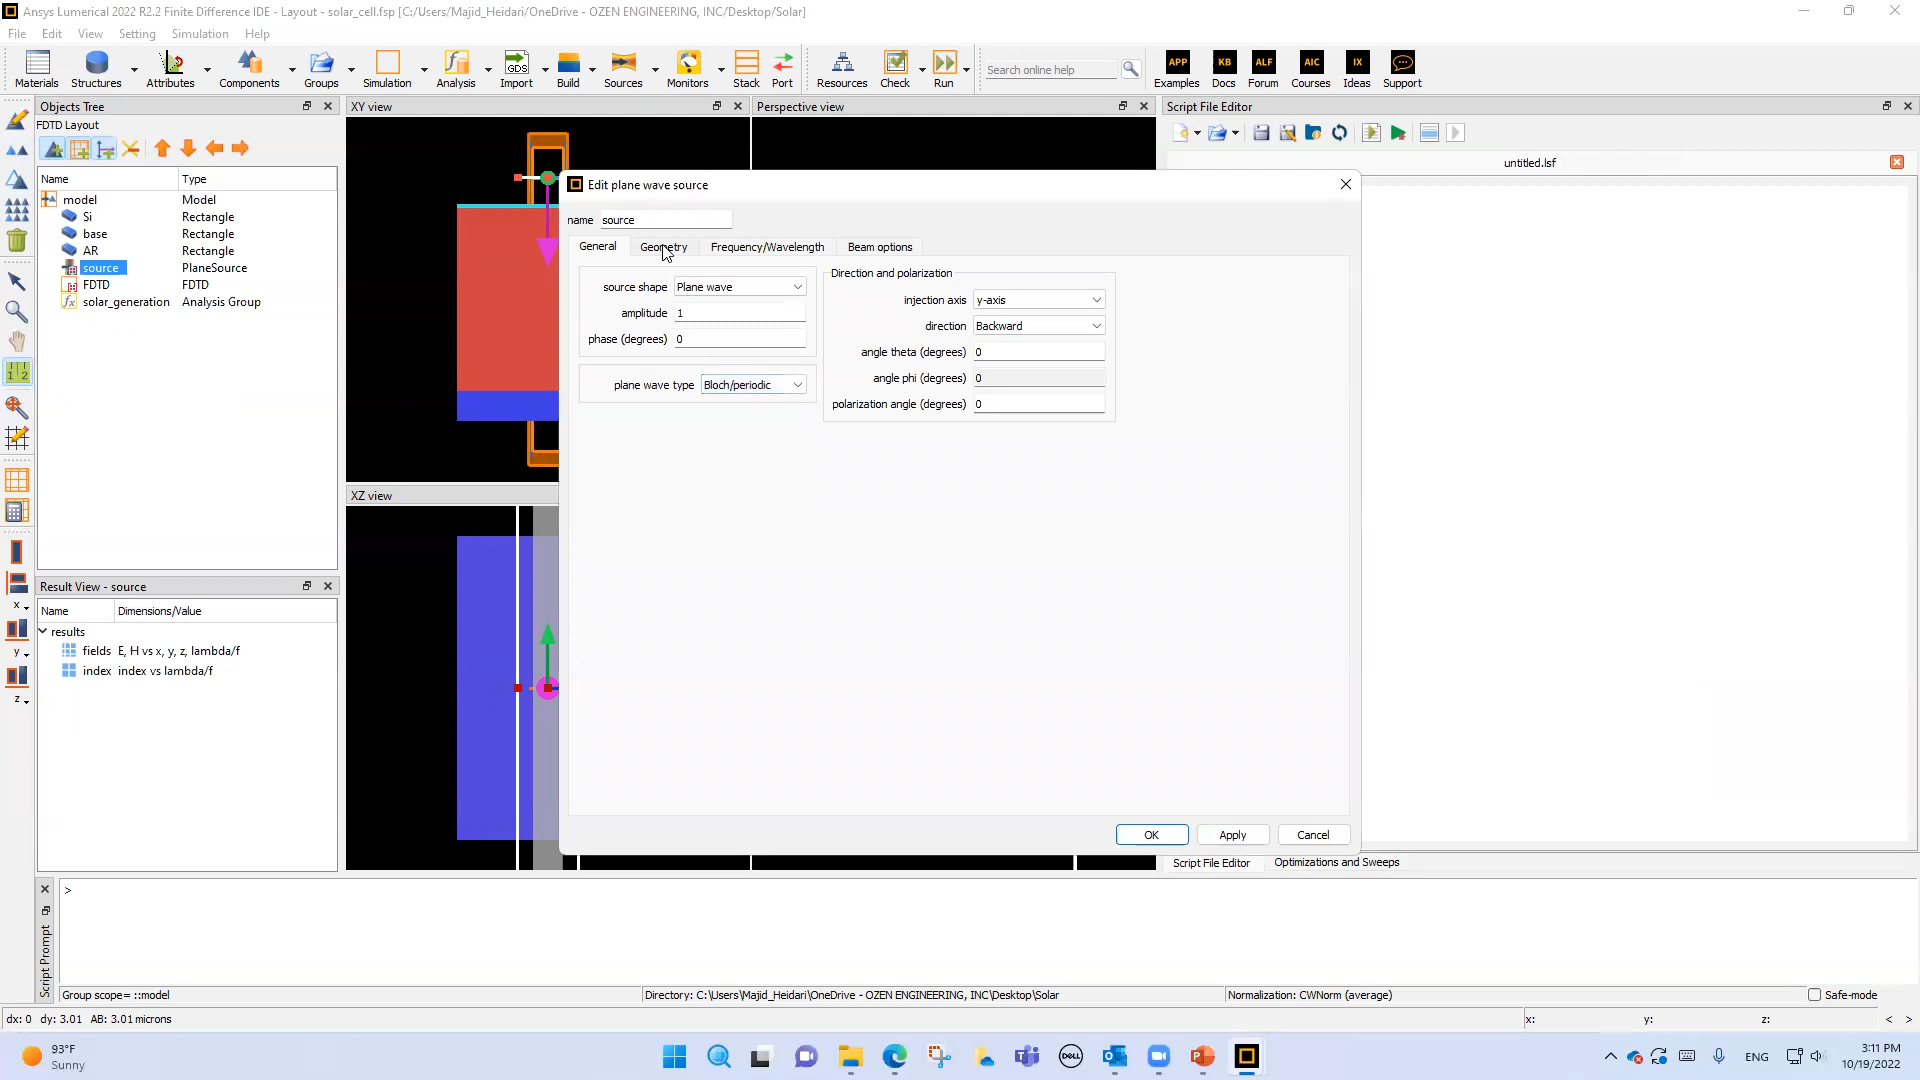 Ansys Lumerical 2022 R2.2 Finite Difference IDE - Layout - solar_cell.fsp [C:/Users/Majid_Heidari/OneDrive - OZEN ENGINEERING, INC/Desktop/Solar]
File Edit View Setting Simulation Help
GDS APP KB ALF AIC IX
Materials Structures Attributes Components Groups Simulation Analysis Import Build Sources Monitors Stack Port Resources Check Run Search online help Examples Docs Forum Courses Ideas Support
Objects Tree
FDTD Layout
Name Type
model Model
Si Rectangle
base Rectangle
AR Rectangle
source PlaneSource
FDTD FDTD
solar_generation Analysis Group
Result View - source
Name Dimensions/Value
results
fields E, H vs x, y, z, lambda/f
index index vs lambda/f
x
y
z
XY view
Perspective view
XZ view
Script File Editor
untitled.lsf
Edit plane wave source
name source
General Geometry Frequency/Wavelength Beam options
source shape Plane wave
amplitude 1
phase (degrees) 0
plane wave type Bloch/periodic
Direction and polarization
injection axis y-axis
direction Backward
angle theta (degrees) 0
angle phi (degrees) 0
polarization angle (degrees) 0
OK Apply Cancel
Script File Editor Optimizations and Sweeps
>
Script Prompt
Group scope= ::model Directory: C:\Users\Majid_Heidari\OneDrive - OZEN ENGINEERING, INC\Desktop\Solar Normalization: CWNorm (average) Safe-mode
dx: 0 dy: 3.01 AB: 3.01 microns x: y: z: < >
93°F
Sunny
DELL
ENG
3:11 PM
10/19/2022